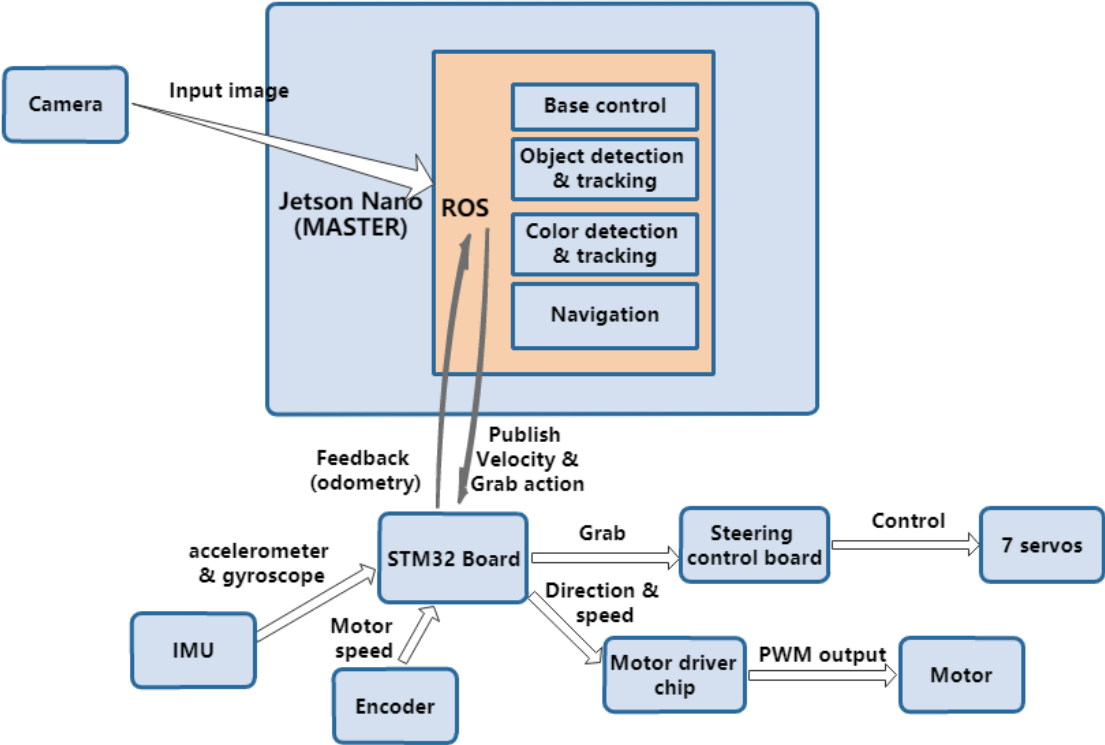 Camera
Input image
Jetson Nano
(MASTER)
ROS
Base control
Object detection
& tracking
Color detection
& tracking
Navigation
Feedback
(odometry)
Publish
Velocity &
Grab action
accelerometer
& gyroscope
IMU
Motor
speed
Encoder
STM32 Board
Grab
Steering
control board
Control
7 servos
Direction &
speed
Motor driver
chip
PWM output
Motor